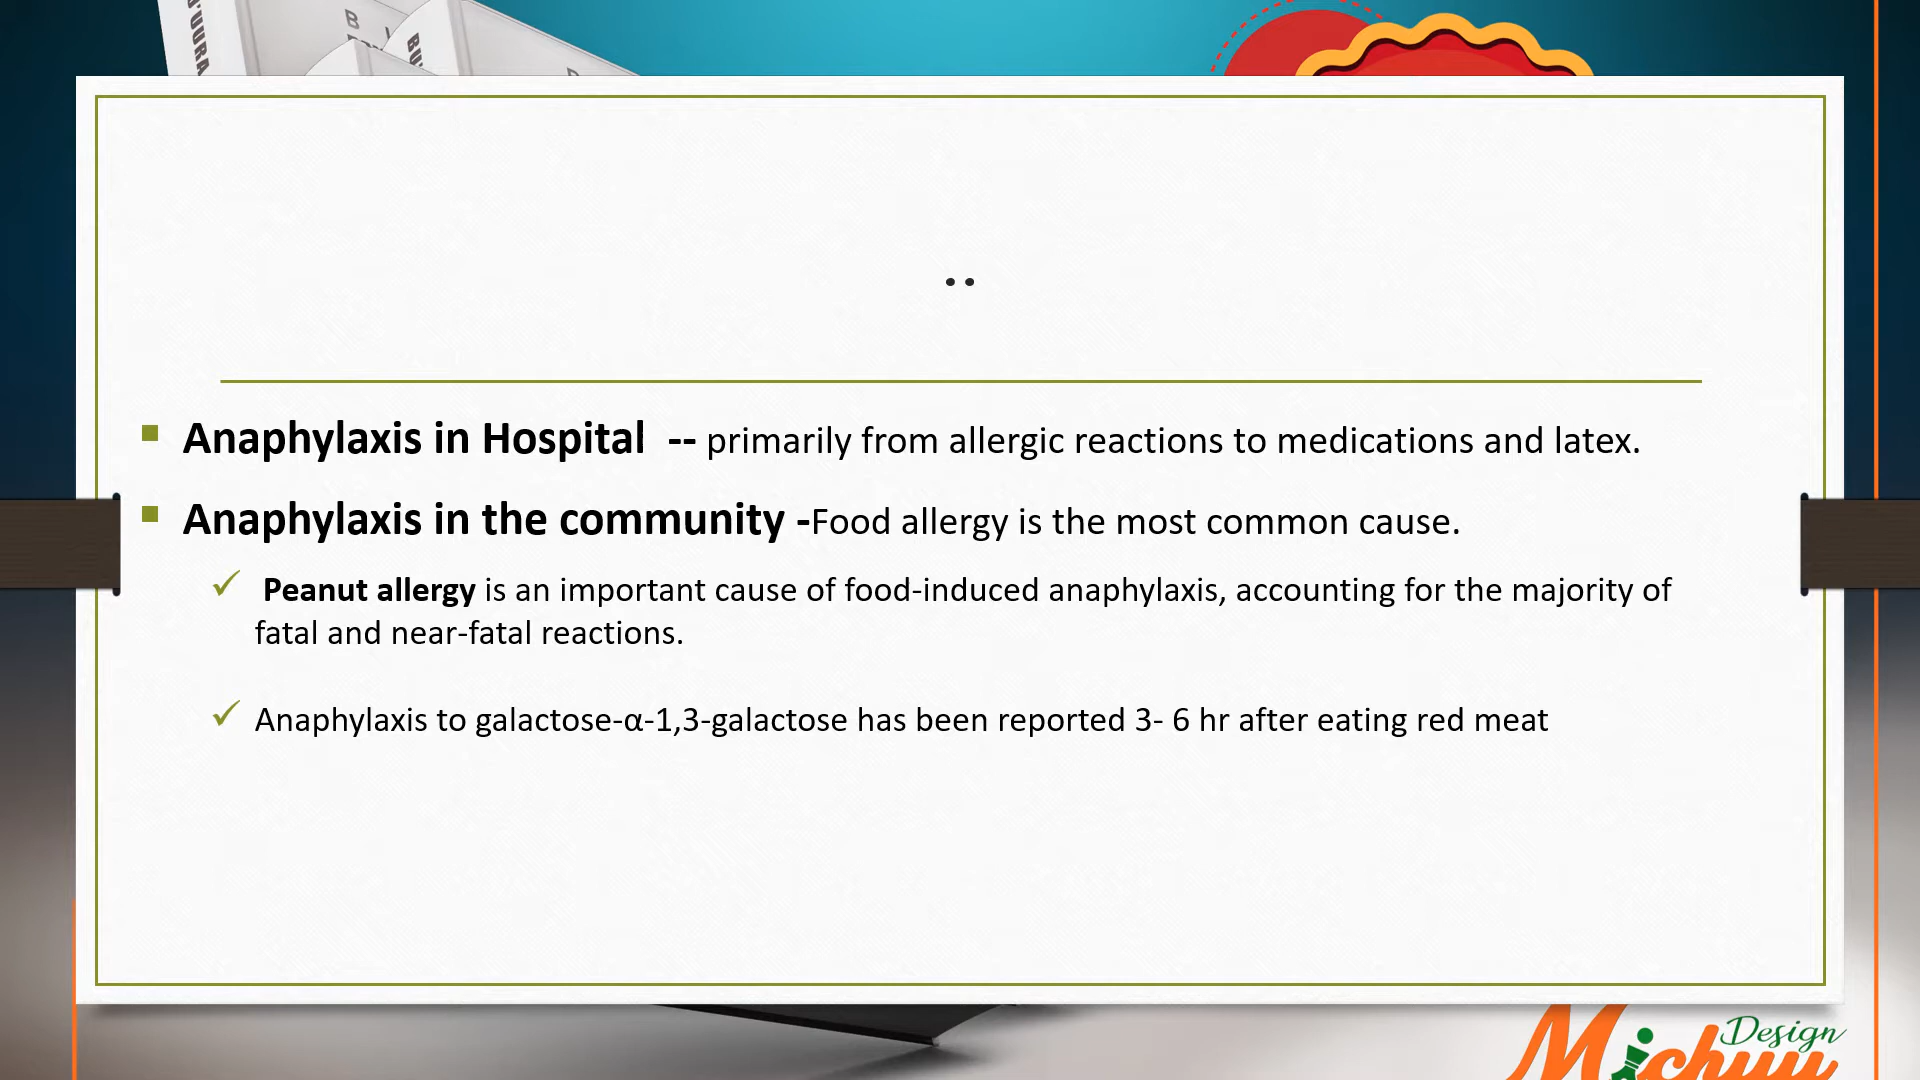 ..
Anaphylaxis in Hospital -- primarily from allergic reactions to medications and latex.
Anaphylaxis in the community -Food allergy is the most common cause.
Peanut allergy is an important cause of food-induced anaphylaxis, accounting for the majority of
fatal and near-fatal reactions.
Anaphylaxis to galactose-α-1,3-galactose has been reported 3- 6 hr after eating red meat
Design
Michuu